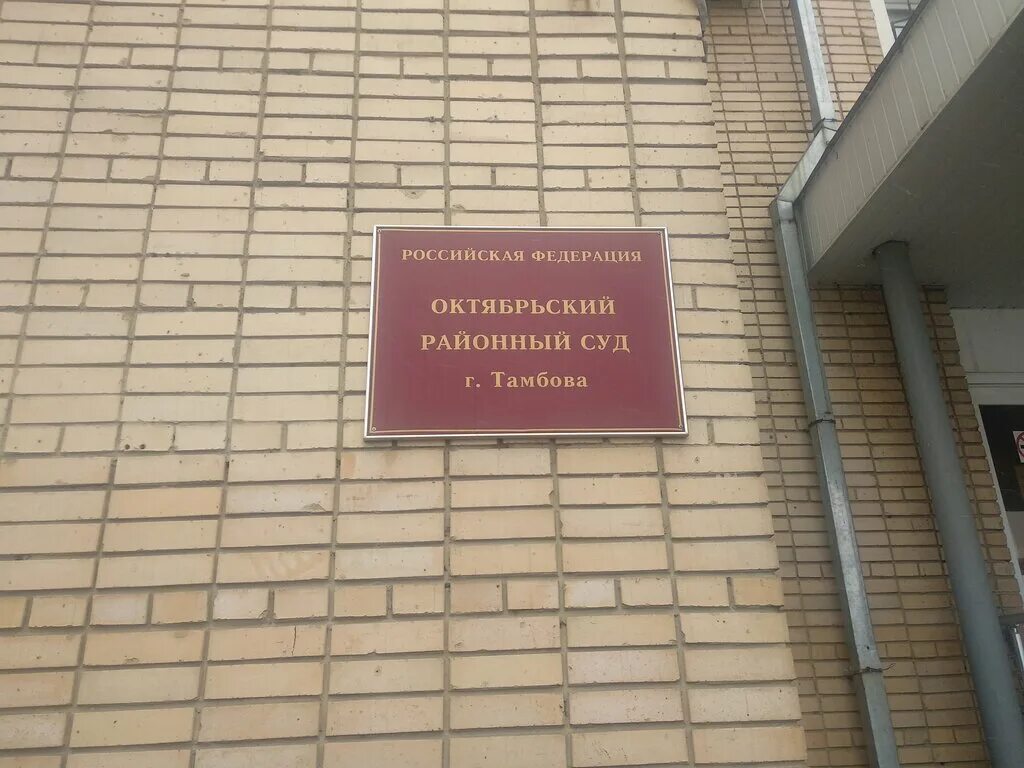 РОССИЙСКАЯ ФЕДЕРАЦИЯ
ОКТЯБРЬСКИЙ
РАЙОННЫЙ СУД
г. Тамбова